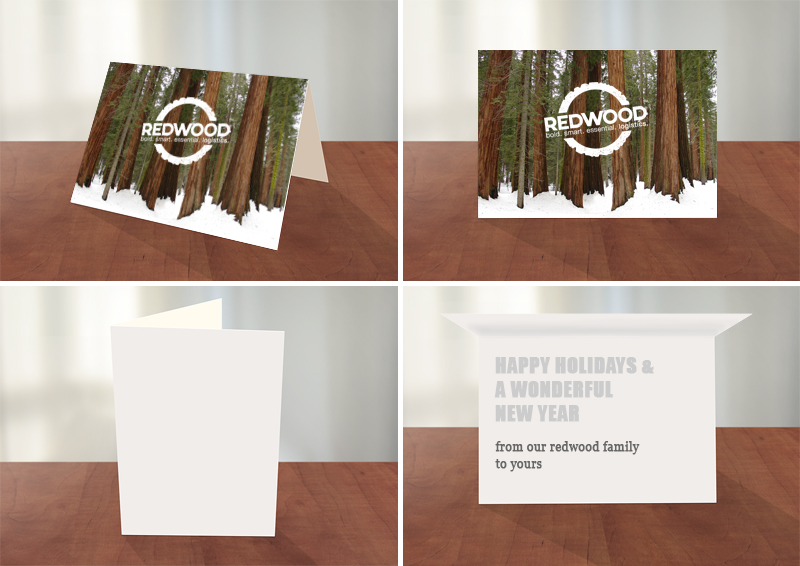 REDWOOD
bold. smart. essential. logistics.
REDWOOD
bold. smart. essential. logistics.
HAPPY HOLIDAYS &
A WONDERFUL
NEW YEAR
from our redwood family
to yours